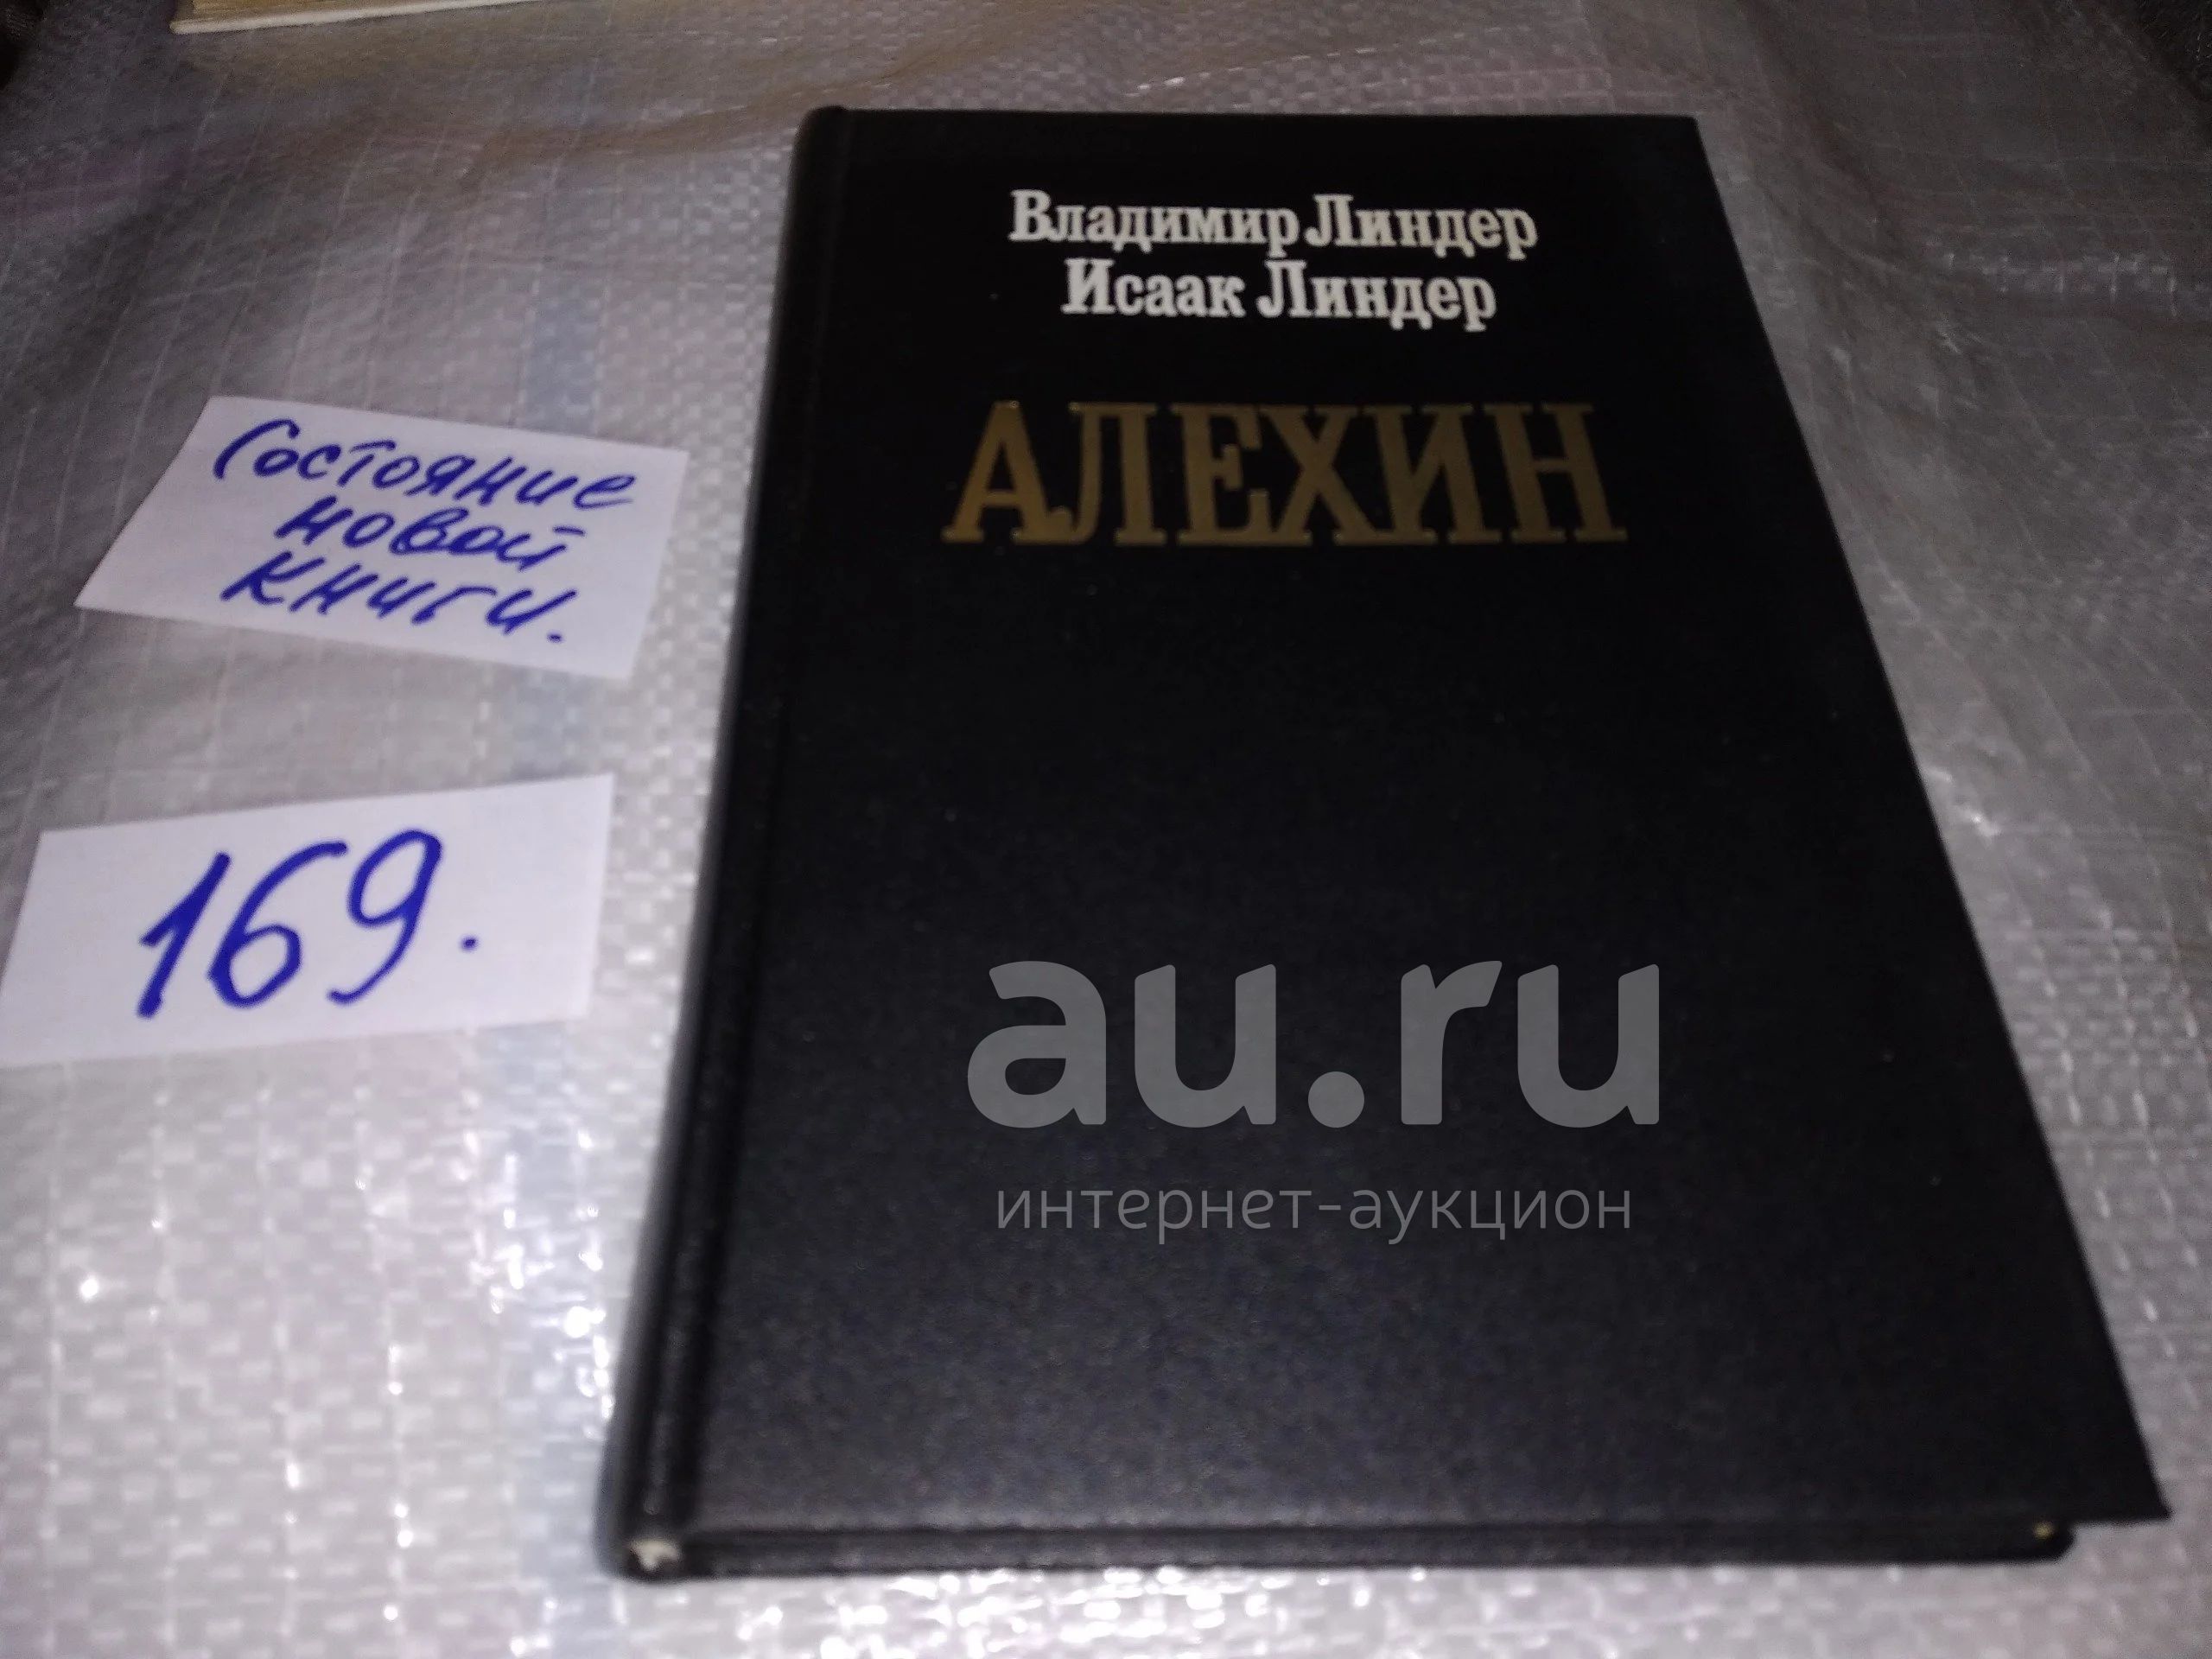 Владимир Линдер
Исаак Линдер
АЛЕХИН
Состояние
новой
книги.
169.
au.ru
интернет-аукцион